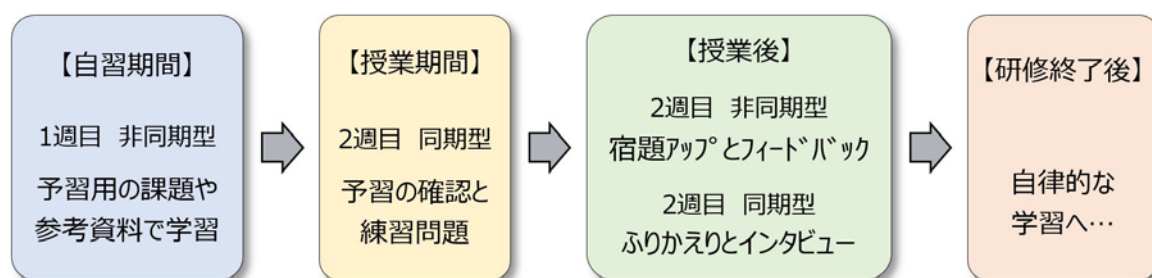 【自習期間】
1週目 非同期型
予習用の課題や
参考資料で学習
【授業期間】
2週目 同期型
予習の確認と
練習問題
【授業後】
2週目 非同期型
宿題アップとフィードバック
2週目 同期型
ふりかえりとインタビュー
【研修終了後】
自律的な
学習へ…